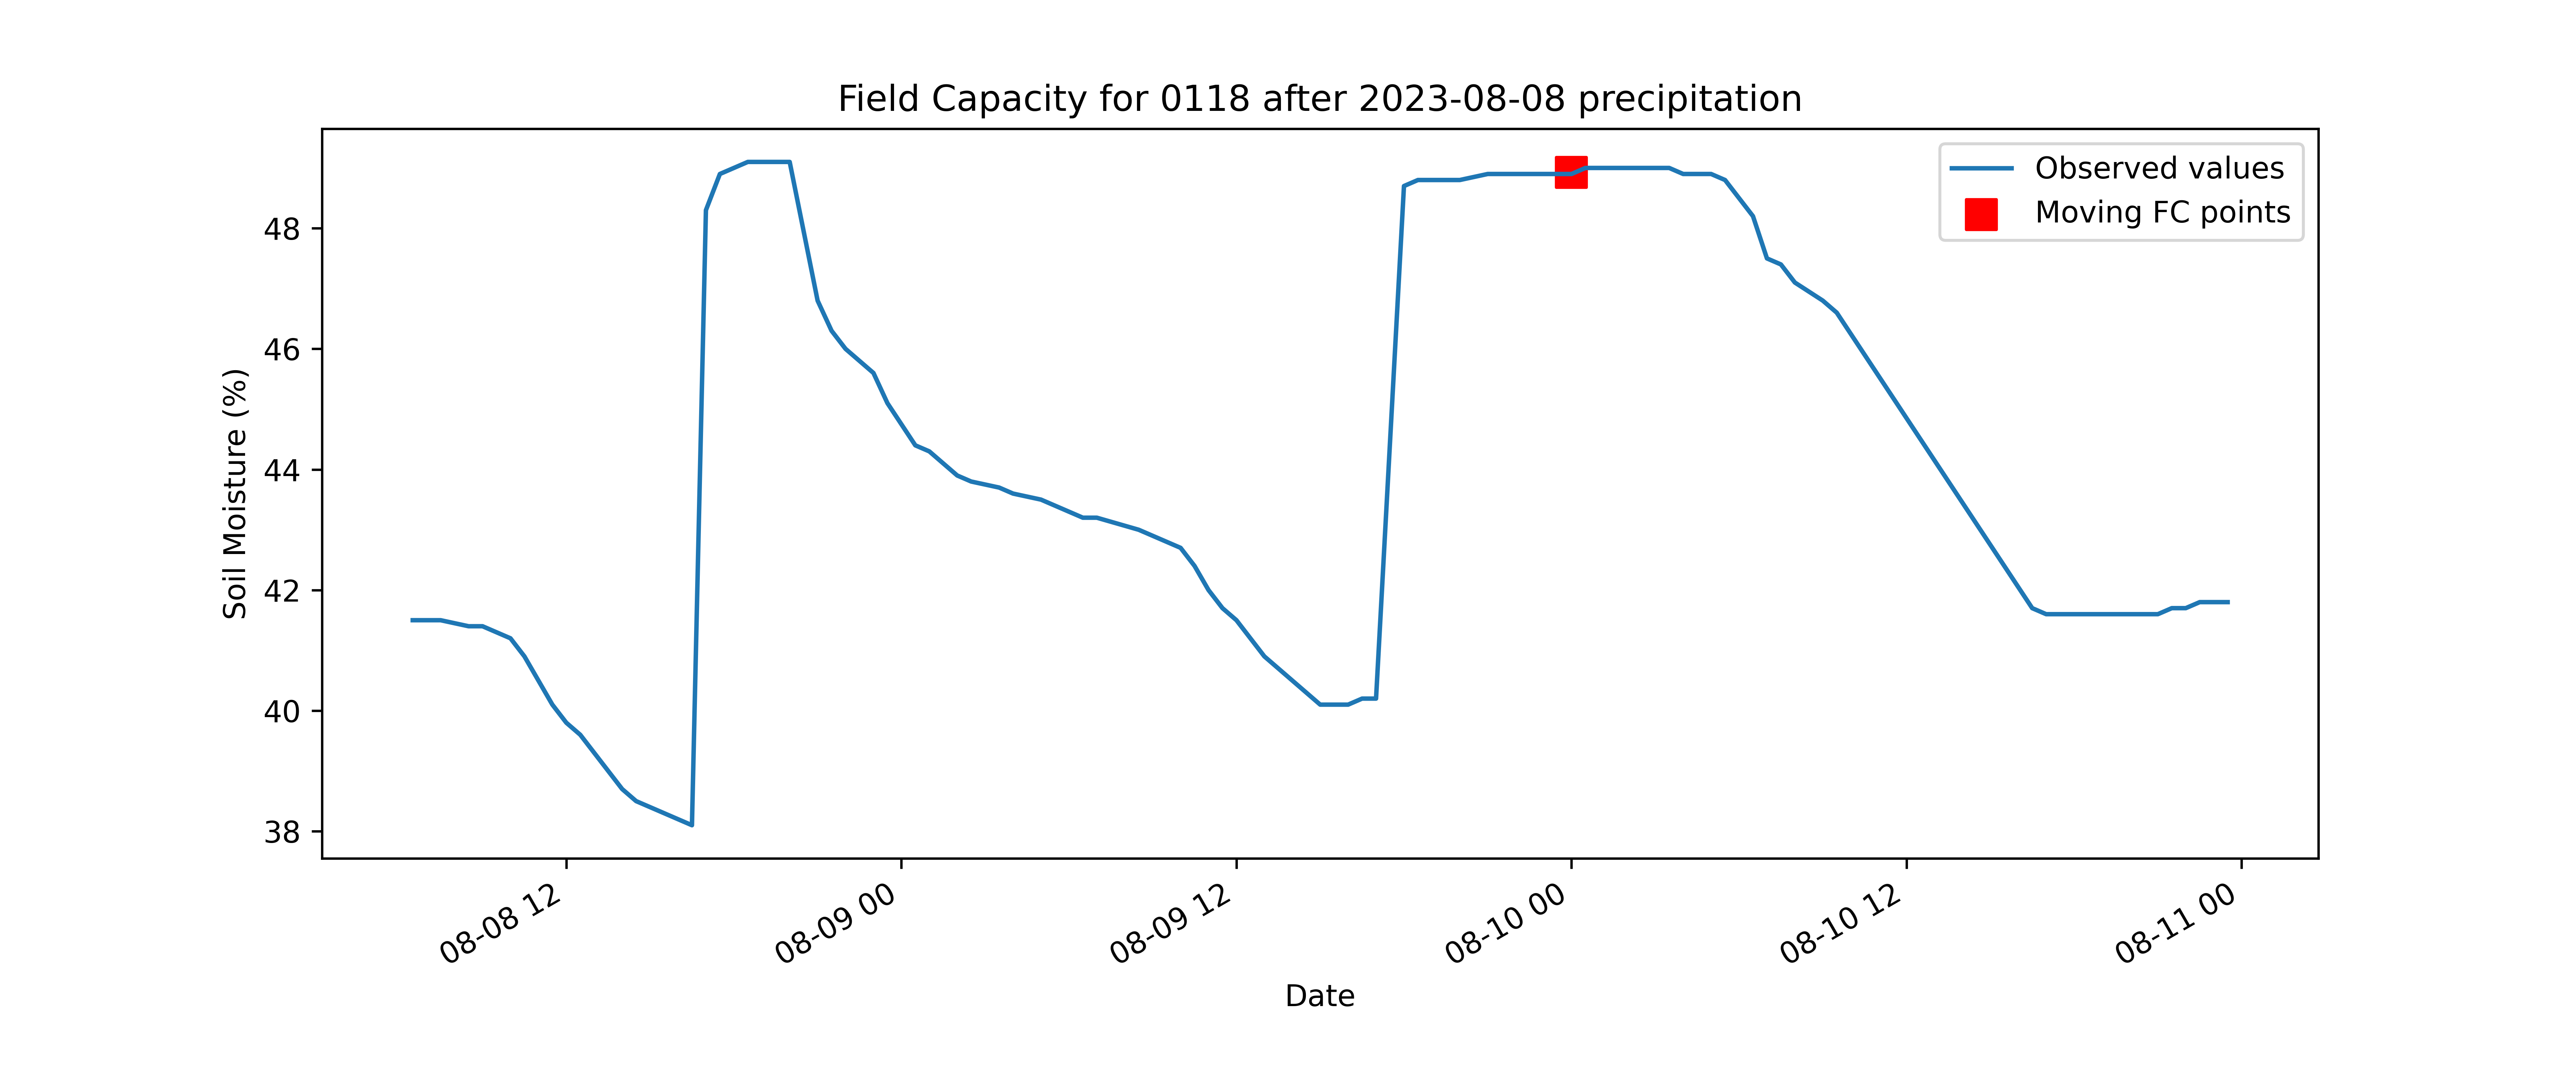 Field Capacity for 0118 after 2023-08-08 precipitation
Observed values
Moving FC points
Soil Moisture (%)
48
46
44
42
40
38
08-08 12
08-09 00
08-09 12
08-10 00
08-10 12
08-11 00
Date